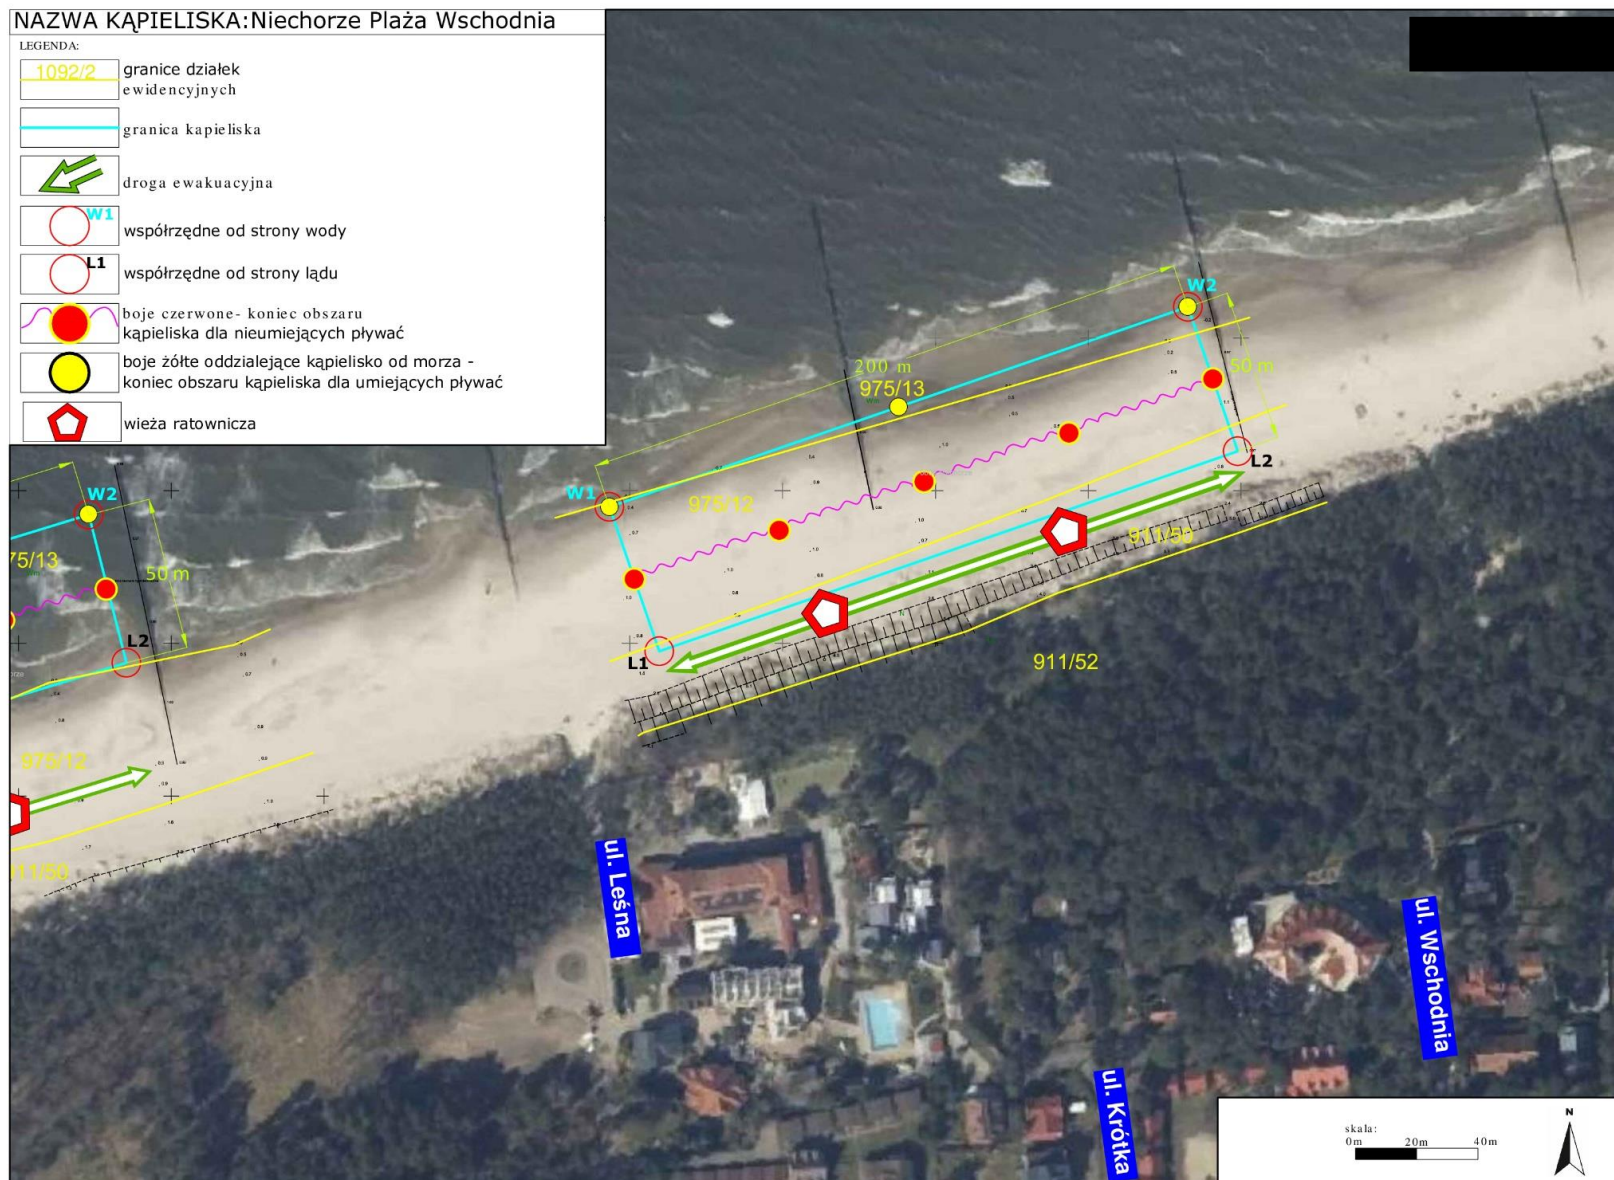 NAZWA KĄPIELISKA:Niechorze Plaża Wschodnia
LEGENDA:
1092/2
granice działek
ewidencyjnych
granica kapieliska
droga ewakuacyjna
W1
współrzędne od strony wody
L1
współrzędne od strony lądu
boje czerwone- koniec obszaru
kąpieliska dla nieumiejących pływać
boje żółte oddzialejące kąpielisko od morza -
koniec obszaru kąpieliska dla umiejących pływać
wieża ratownicza
W2
200 m
50 m
975/13
W1
W2
975/12
L2
75/13
50 m
911/50
L2
L1
911/52
975/12
911/50
ul. Leśna
ul. Wschodnia
ul. Krótka
skala:
0m 20m 40m
N